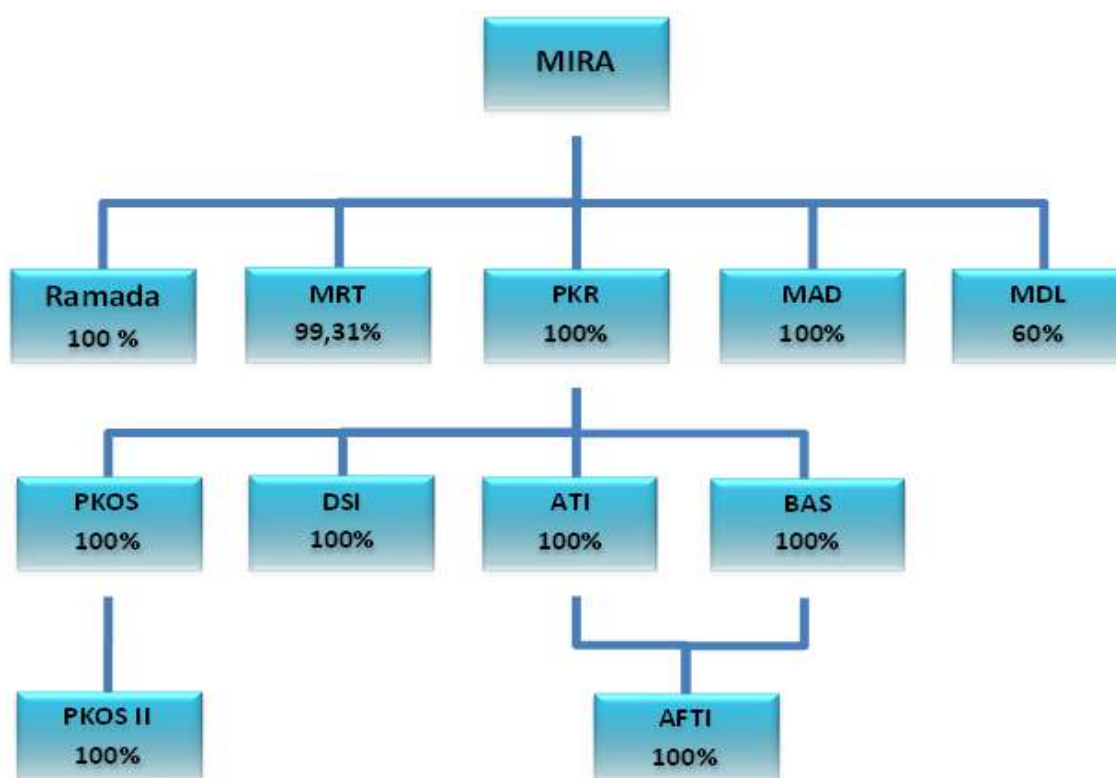 MIRA
Ramada
100 %
MRT
99,31%
PKR
100%
MAD
100%
MDL
60%
PKOS
100%
DSI
100%
ATI
100%
BAS
100%
PKOS II
100%
AFTI
100%